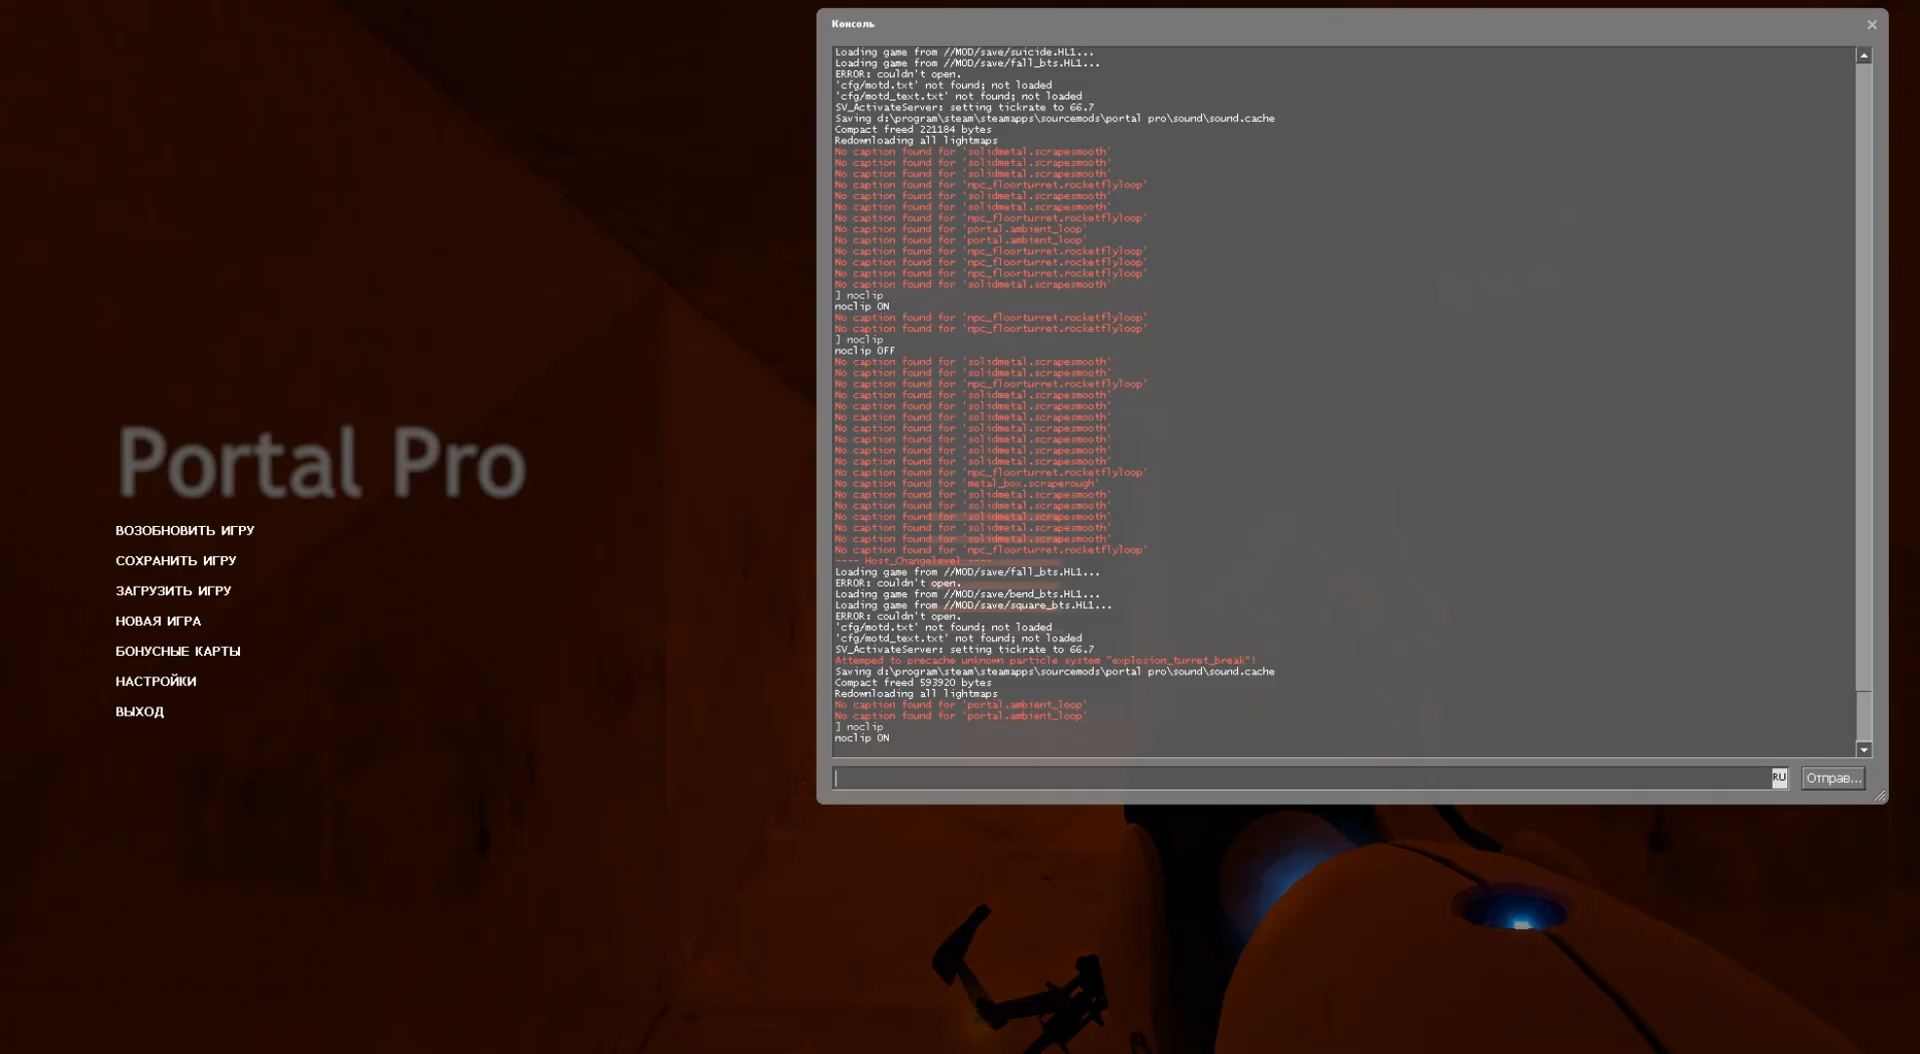 Консоль
Loading game from //MOD/save/suicide.HL1...
Loading game from //MOD/save/fall_bts.HL1...
ERROR: couldn't open.
'cfg/motd.txt' not found; not loaded
'cfg/motd_text.txt' not found; not loaded
SV_ActivateServer: setting tickrate to 66.7
Saving d:\program\steam\steamapps\sourcemods\portal pro\sound\sound.cache
Compact freed 221184 bytes
Redownloading all lightmaps
No caption found for 'solidmetal.scrapesmooth'
No caption found for 'solidmetal.scrapesmooth'
No caption found for 'solidmetal.scrapesmooth'
No caption found for 'npc_floorturret.rocketflyloop'
No caption found for 'solidmetal.scrapesmooth'
No caption found for 'solidmetal.scrapesmooth'
No caption found for 'npc_floorturret.rocketflyloop'
No caption found for 'portal.ambient_loop'
No caption found for 'portal.ambient_loop'
No caption found for 'npc_floorturret.rocketflyloop'
No caption found for 'npc_floorturret.rocketflyloop'
No caption found for 'npc_floorturret.rocketflyloop'
No caption found for 'solidmetal.scrapesmooth'
] noclip
noclip ON
No caption found for 'npc_floorturret.rocketflyloop'
No caption found for 'npc_floorturret.rocketflyloop'
] noclip
noclip OFF
No caption found for 'solidmetal.scrapesmooth'
No caption found for 'solidmetal.scrapesmooth'
No caption found for 'npc_floorturret.rocketflyloop'
No caption found for 'solidmetal.scrapesmooth'
No caption found for 'solidmetal.scrapesmooth'
No caption found for 'solidmetal.scrapesmooth'
No caption found for 'solidmetal.scrapesmooth'
No caption found for 'solidmetal.scrapesmooth'
No caption found for 'solidmetal.scrapesmooth'
No caption found for 'solidmetal.scrapesmooth'
No caption found for 'npc_floorturret.rocketflyloop'
No caption found for 'metal_box.scraperough'
No caption found for 'solidmetal.scrapesmooth'
No caption found for 'solidmetal.scrapesmooth'
No caption found for 'solidmetal.scrapesmooth'
No caption found for 'solidmetal.scrapesmooth'
No caption found for 'solidmetal.scrapesmooth'
No caption found for 'npc_floorturret.rocketflyloop'
---- Host_Changelevel ----
Loading game from //MOD/save/fall_bts.HL1...
ERROR: couldn't open.
Loading game from //MOD/save/bend_bts.HL1...
Loading game from //MOD/save/square_bts.HL1...
ERROR: couldn't open.
'cfg/motd.txt' not found; not loaded
'cfg/motd_text.txt' not found; not loaded
SV_ActivateServer: setting tickrate to 66.7
Attemped to precache unknown particle system "explosion_turret_break"!
Saving d:\program\steam\steamapps\sourcemods\portal pro\sound\sound.cache
Compact freed 593920 bytes
Redownloading all lightmaps
No caption found for 'portal.ambient_loop'
No caption found for 'portal.ambient_loop'
] noclip
noclip ON
RU
Отправ...
Portal Pro
ВОЗОБНОВИТЬ ИГРУ
СОХРАНИТЬ ИГРУ
ЗАГРУЗИТЬ ИГРУ
НОВАЯ ИГРА
БОНУСНЫЕ КАРТЫ
НАСТРОЙКИ
ВЫХОД